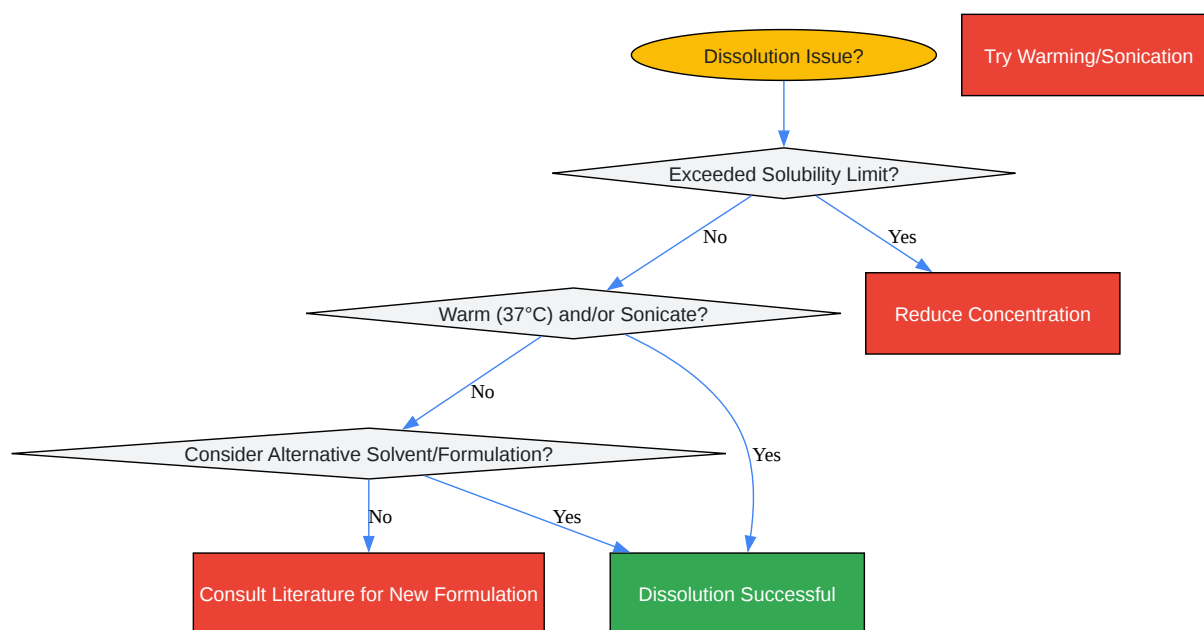 Dissolution Issue?
Try Warming/Sonication
Exceeded Solubility Limit?
No
Yes
Warm (37°C) and/or Sonicate?
Reduce Concentration
No
Yes
Consider Alternative Solvent/Formulation?
No
Yes
Consult Literature for New Formulation
Dissolution Successful